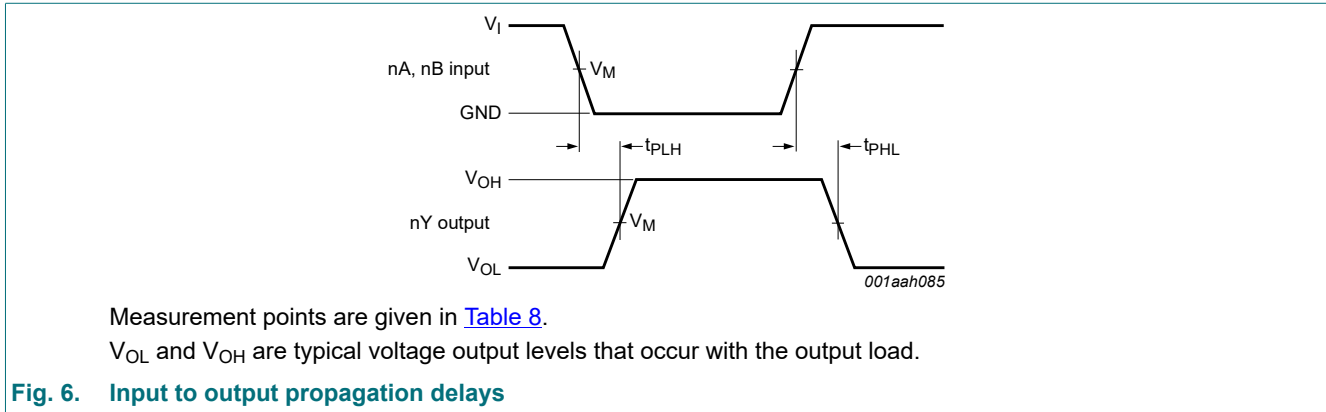 VI
nA, nB input
VM
GND
tPLH
tPHL
VOH
nY output
VM
VOL
001aah085
Measurement points are given in Table 8.
VOL and VOH are typical voltage output levels that occur with the output load.
Fig. 6. Input to output propagation delays